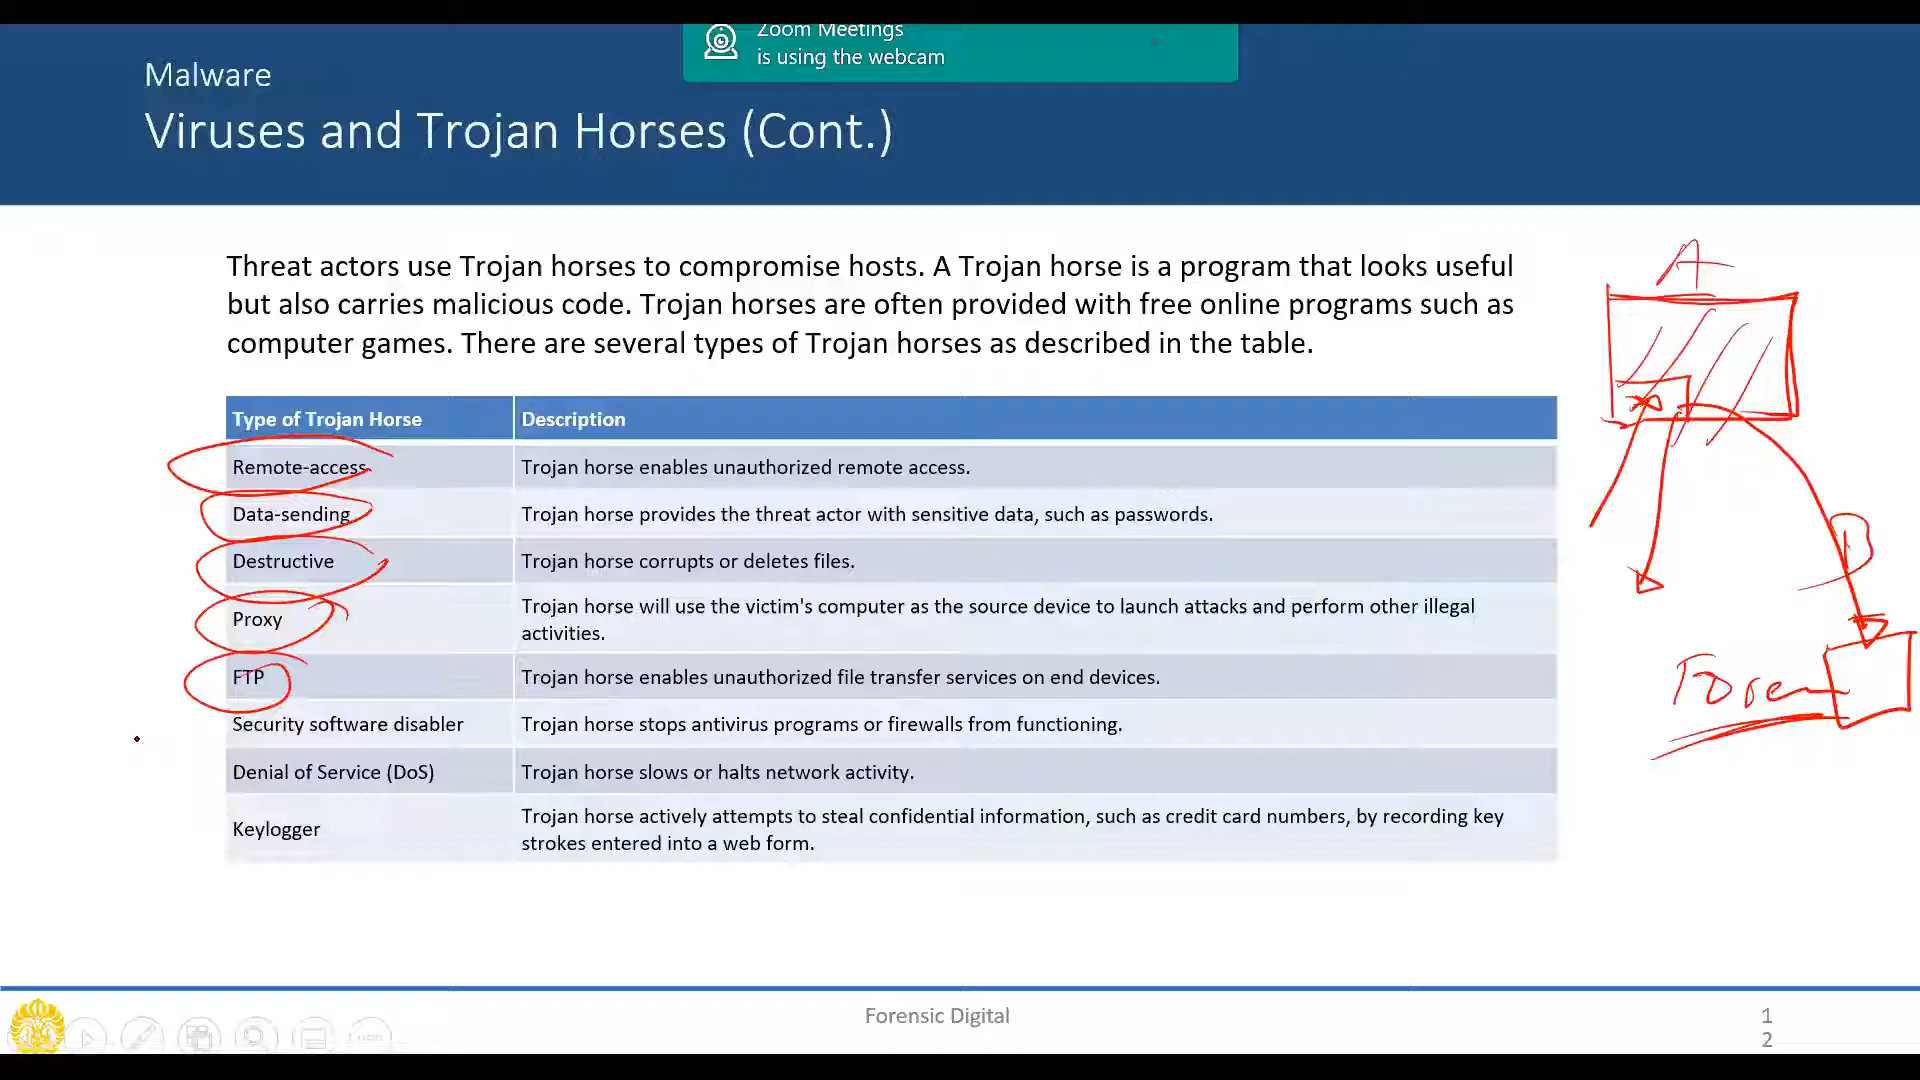 Zoom Meetings
is using the webcam
Malware
Viruses and Trojan Horses (Cont.)
Threat actors use Trojan horses to compromise hosts. A Trojan horse is a program that looks useful
but also carries malicious code. Trojan horses are often provided with free online programs such as
computer games. There are several types of Trojan horses as described in the table.
A
Type of Trojan Horse Description
Remote-access Trojan horse enables unauthorized remote access.
Data-sending Trojan horse provides the threat actor with sensitive data, such as passwords.
Destructive Trojan horse corrupts or deletes files.
B
Proxy Trojan horse will use the victim's computer as the source device to launch attacks and perform other illegal
activities.
FTP Trojan horse enables unauthorized file transfer services on end devices.
Security software disabler Trojan horse stops antivirus programs or firewalls from functioning.
Denial of Service (DoS) Trojan horse slows or halts network activity.
Keylogger Trojan horse actively attempts to steal confidential information, such as credit card numbers, by recording key
strokes entered into a web form.
Forensic Digital
1
2